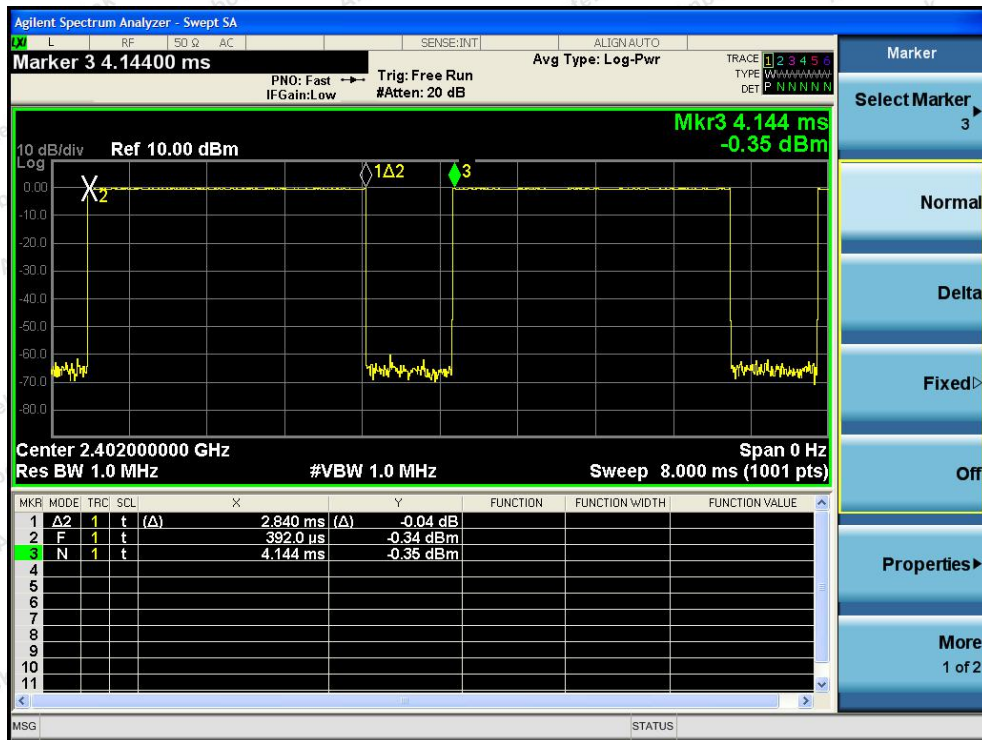 Agilent Spectrum Analyzer - Swept SA
LXI L RF 50 Ω AC SENSE:INT ALIGN AUTO
Marker 3 4.14400 ms
PNO: Fast
IFGain:Low
Trig: Free Run
#Atten: 20 dB
Avg Type: Log-Pwr
TRACE 1 2 3 4 5 6
TYPE W
DET P N N N N N
Mkr3 4.144 ms
-0.35 dBm
10 dB/div Ref 10.00 dBm
Log
1Δ2
3
2
0.00
-10.0
-20.0
-30.0
-40.0
-50.0
-60.0
-70.0
-80.0
Center 2.402000000 GHz Span 0 Hz
Res BW 1.0 MHz #VBW 1.0 MHz Sweep 8.000 ms (1001 pts)
MKR MODE TRC SCL X Y FUNCTION FUNCTION WIDTH FUNCTION VALUE
1 Δ2 1 t (Δ) 2.840 ms (Δ) -0.04 dB
2 F 1 t 392.0 µs -0.34 dBm
3 N 1 t 4.144 ms -0.35 dBm
4
5
6
7
8
9
10
11
MSG STATUS
Marker
Select Marker
3
Normal
Delta
Fixed
Off
Properties
More
1 of 2